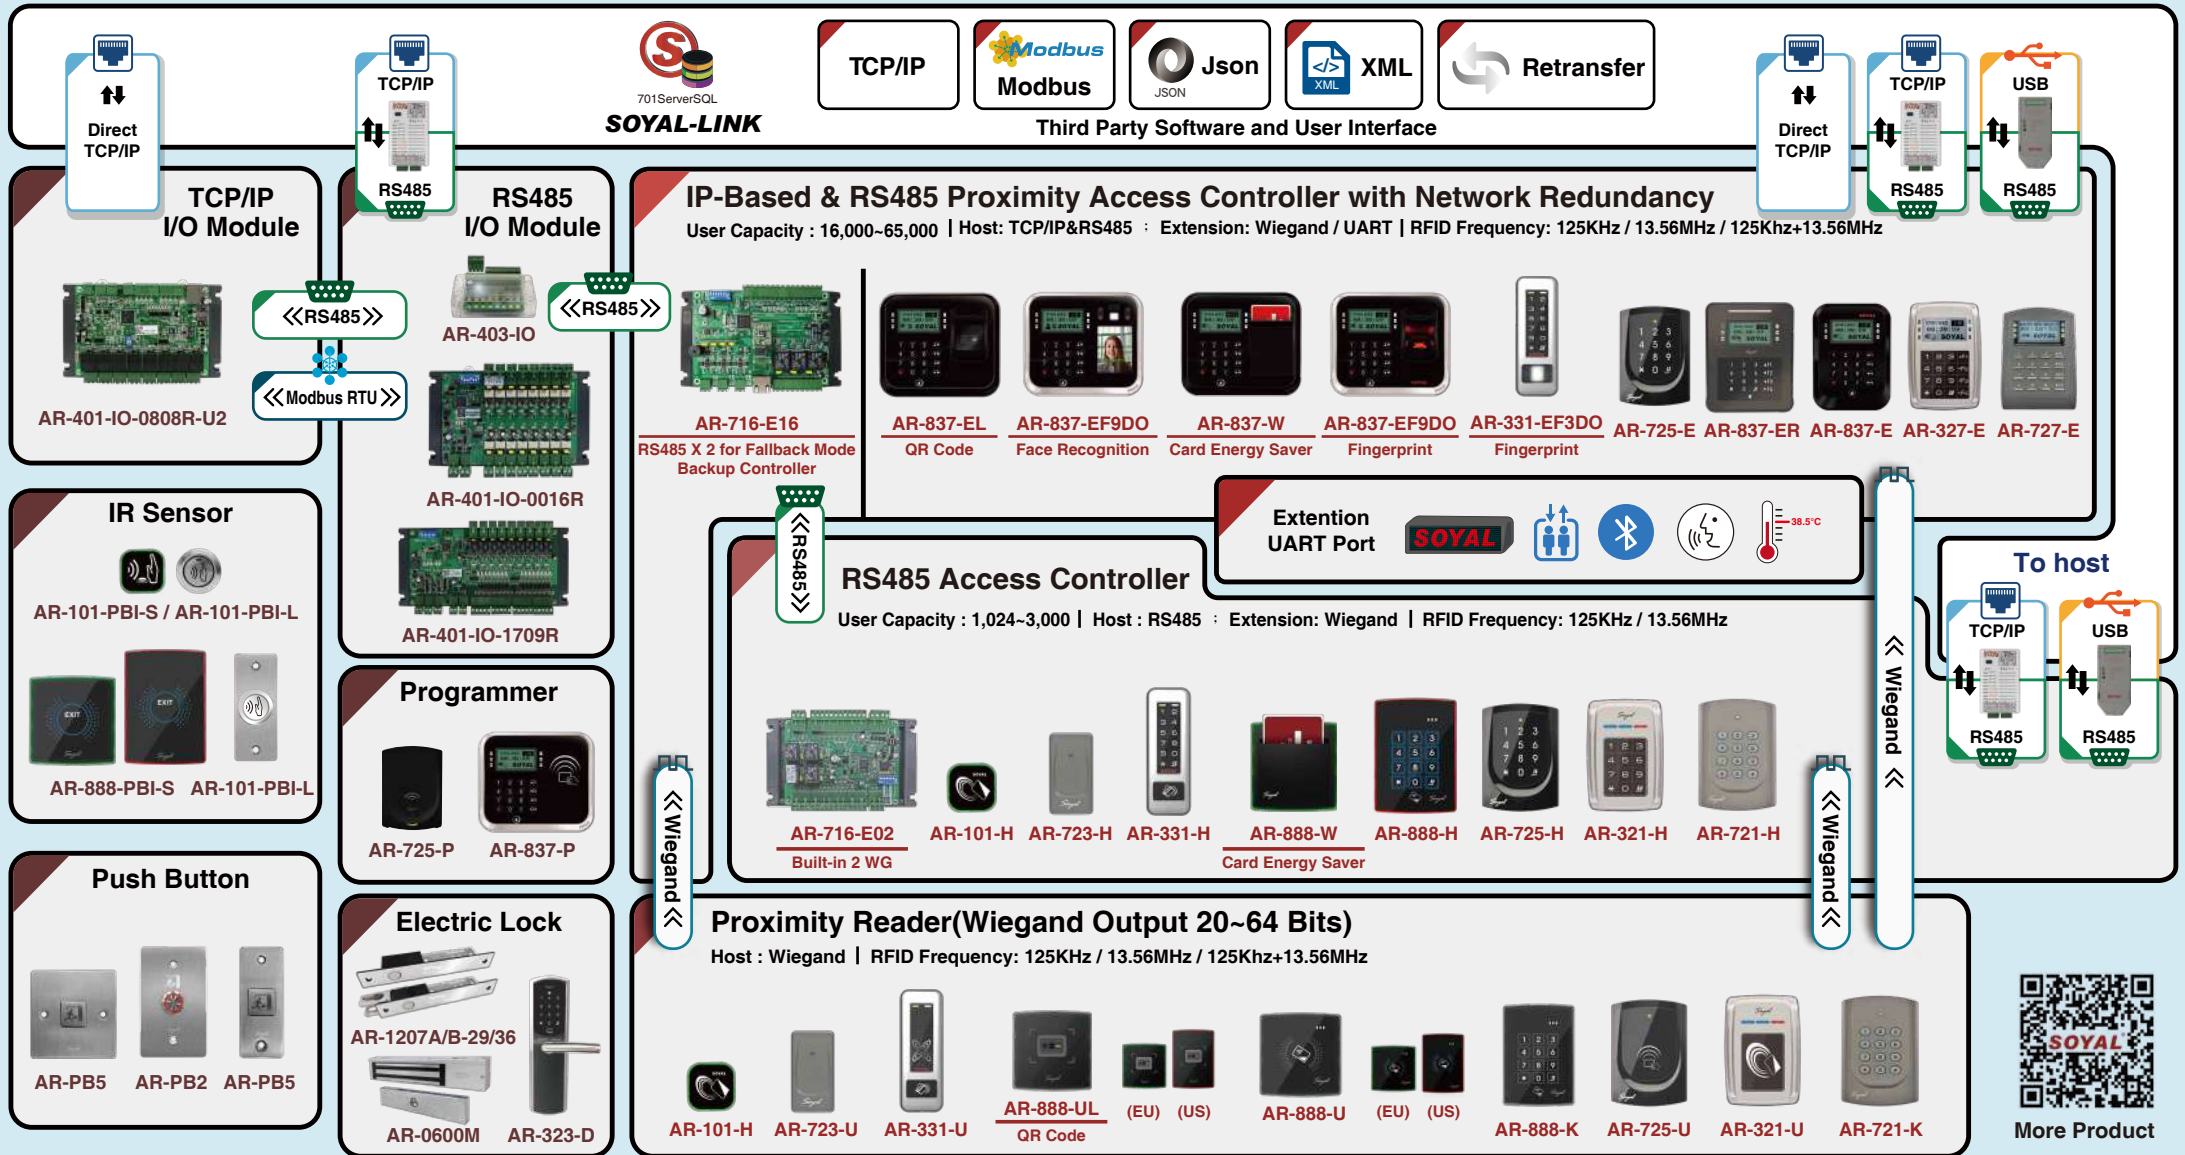 Direct
TCP/IP
TCP/IP
RS485
701ServerSQL
SOYAL-LINK
TCP/IP
Modbus
Modbus
JSON
Json
</>
XML
XML
Retransfer
Third Party Software and User Interface
Direct
TCP/IP
TCP/IP
RS485
USB
RS485
TCP/IP
I/O Module
AR-401-IO-0808R-U2
RS485
Modbus RTU
RS485
I/O Module
AR-403-IO
AR-401-IO-0016R
AR-401-IO-1709R
RS485
IP-Based & RS485 Proximity Access Controller with Network Redundancy
User Capacity : 16,000~65,000 | Host: TCP/IP&RS485 : Extension: Wiegand / UART | RFID Frequency: 125KHz / 13.56MHz / 125Khz+13.56MHz
AR-716-E16
RS485 X 2 for Fallback Mode
Backup Controller
AR-837-EL
QR Code
AR-837-EF9DO
Face Recognition
AR-837-W
Card Energy Saver
AR-837-EF9DO
Fingerprint
AR-331-EF3DO
Fingerprint
AR-725-E
AR-837-ER
AR-837-E
AR-327-E
AR-727-E
Extention
UART Port
SOYAL
38.5°C
RS485
Wiegand
IR Sensor
AR-101-PBI-S / AR-101-PBI-L
EXIT
EXIT
AR-888-PBI-S
AR-101-PBI-L
Programmer
AR-725-P
AR-837-P
RS485 Access Controller
User Capacity : 1,024~3,000 | Host : RS485 : Extension: Wiegand | RFID Frequency: 125KHz / 13.56MHz
AR-716-E02
Built-in 2 WG
AR-101-H
AR-723-H
AR-331-H
AR-888-W
Card Energy Saver
AR-888-H
AR-725-H
AR-321-H
AR-721-H
To host
TCP/IP
RS485
USB
RS485
Wiegand
Wiegand
Push Button
AR-PB5
AR-PB2
AR-PB5
Electric Lock
AR-1207A/B-29/36
AR-0600M
AR-323-D
Proximity Reader(Wiegand Output 20~64 Bits)
Host : Wiegand | RFID Frequency: 125KHz / 13.56MHz / 125Khz+13.56MHz
AR-101-H
AR-723-U
AR-331-U
AR-888-UL
QR Code
(EU)
(US)
AR-888-U
(EU)
(US)
AR-888-K
AR-725-U
AR-321-U
AR-721-K
SOYAL
More Product